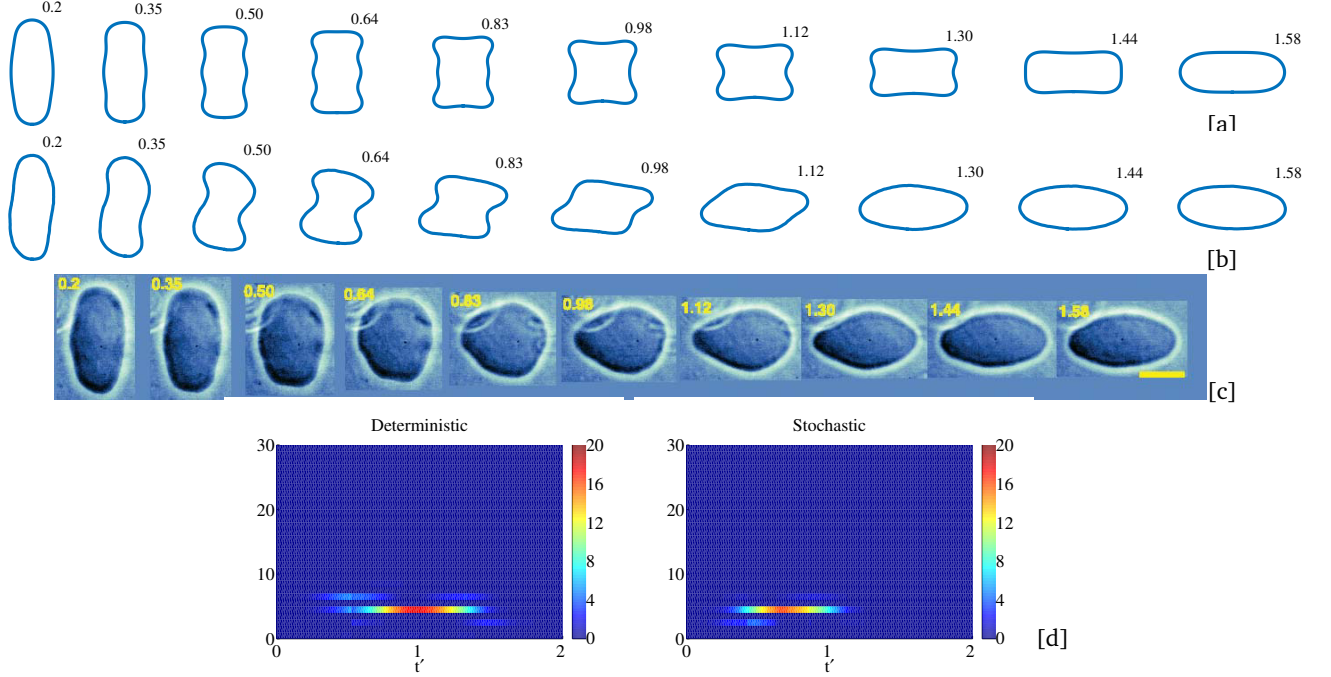 0.2 0.35 0.50 0.64 0.83 0.98 1.12 1.30 1.44 1.58
[a]
0.2 0.35 0.50 0.64 0.83 0.98 1.12 1.30 1.44 1.58
[b]
0.2 0.35 0.50 0.64 0.83 0.98 1.12 1.30 1.44 1.58
[c]
Deterministic Stochastic
30 20 30 20
16 16
20 20
12 12
8 8
10 10
4 4
0 0 0 0
[d]
0 1 2 0 1 2
t′ t′